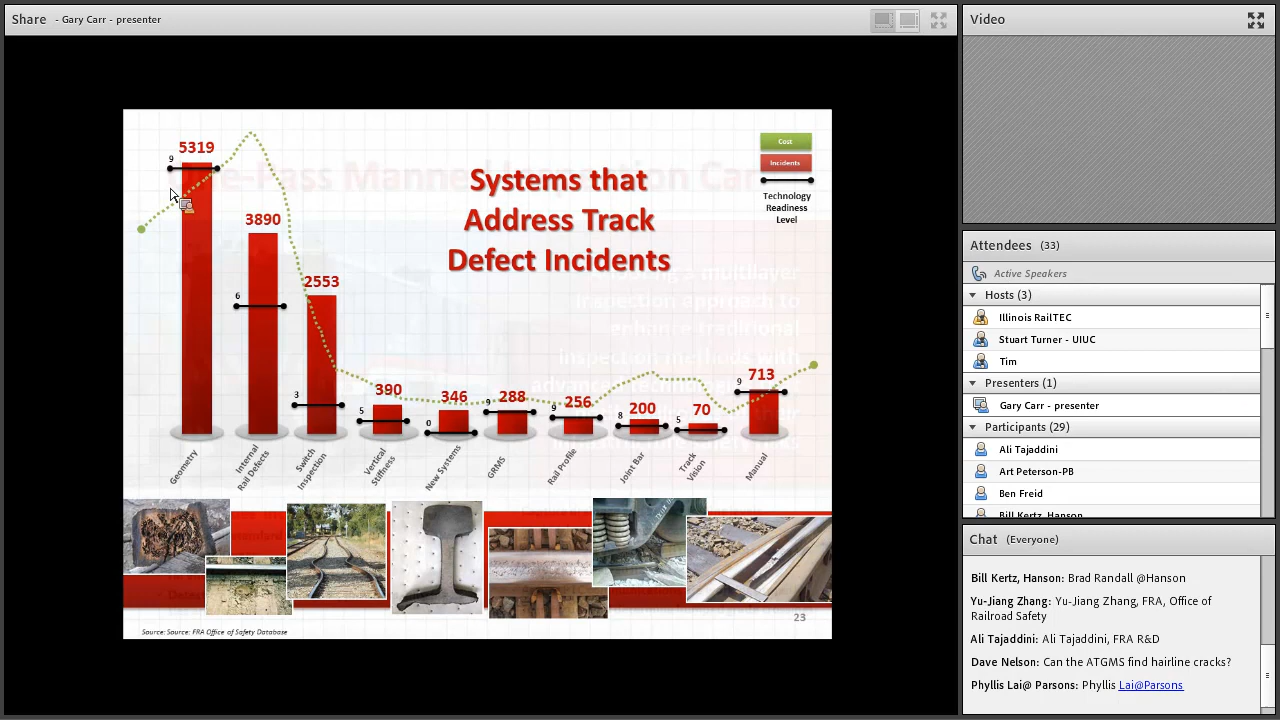 Share - Gary Carr - presenter
5319
9
3890
6
2553
3
390
5
346
0
288
9
256
9
200
8
70
5
713
9
Systems that
Address Track
Defect Incidents
Cost
Incidents
Technology
Readiness
Level
Geometry
Internal
Rail Defects
Switch
Inspection
Vertical
Stiffness
New Systems
GRMS
Rail Profile
Joint Bar
Track
Vision
Manual
23
Source: Source: FRA Office of Safety Database
Video
Attendees (33)
Active Speakers
Hosts (3)
Illinois RailTEC
Stuart Turner - UIUC
Tim
Presenters (1)
Gary Carr - presenter
Participants (29)
Ali Tajaddini
Art Peterson-PB
Ben Freid
Bill Kertz, Hanson
Chat (Everyone)
Bill Kertz, Hanson: Brad Randall @Hanson
Yu-Jiang Zhang: Yu-Jiang Zhang, FRA, Office of
Railroad Safety
Ali Tajaddini: Ali Tajaddini, FRA R&D
Dave Nelson: Can the ATGMS find hairline cracks?
Phyllis Lai@ Parsons: Phyllis Lai@Parsons